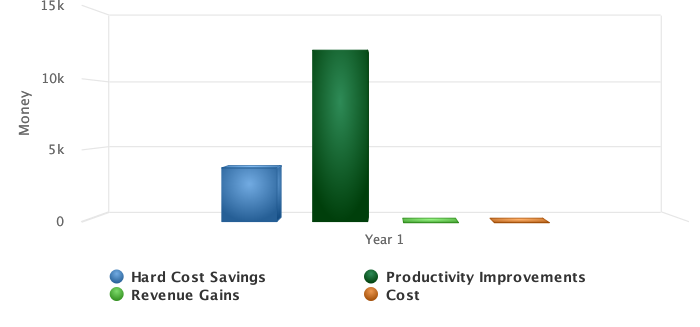 15k
10k
5k
0
Money
Year 1
Hard Cost Savings
Productivity Improvements
Revenue Gains
Cost